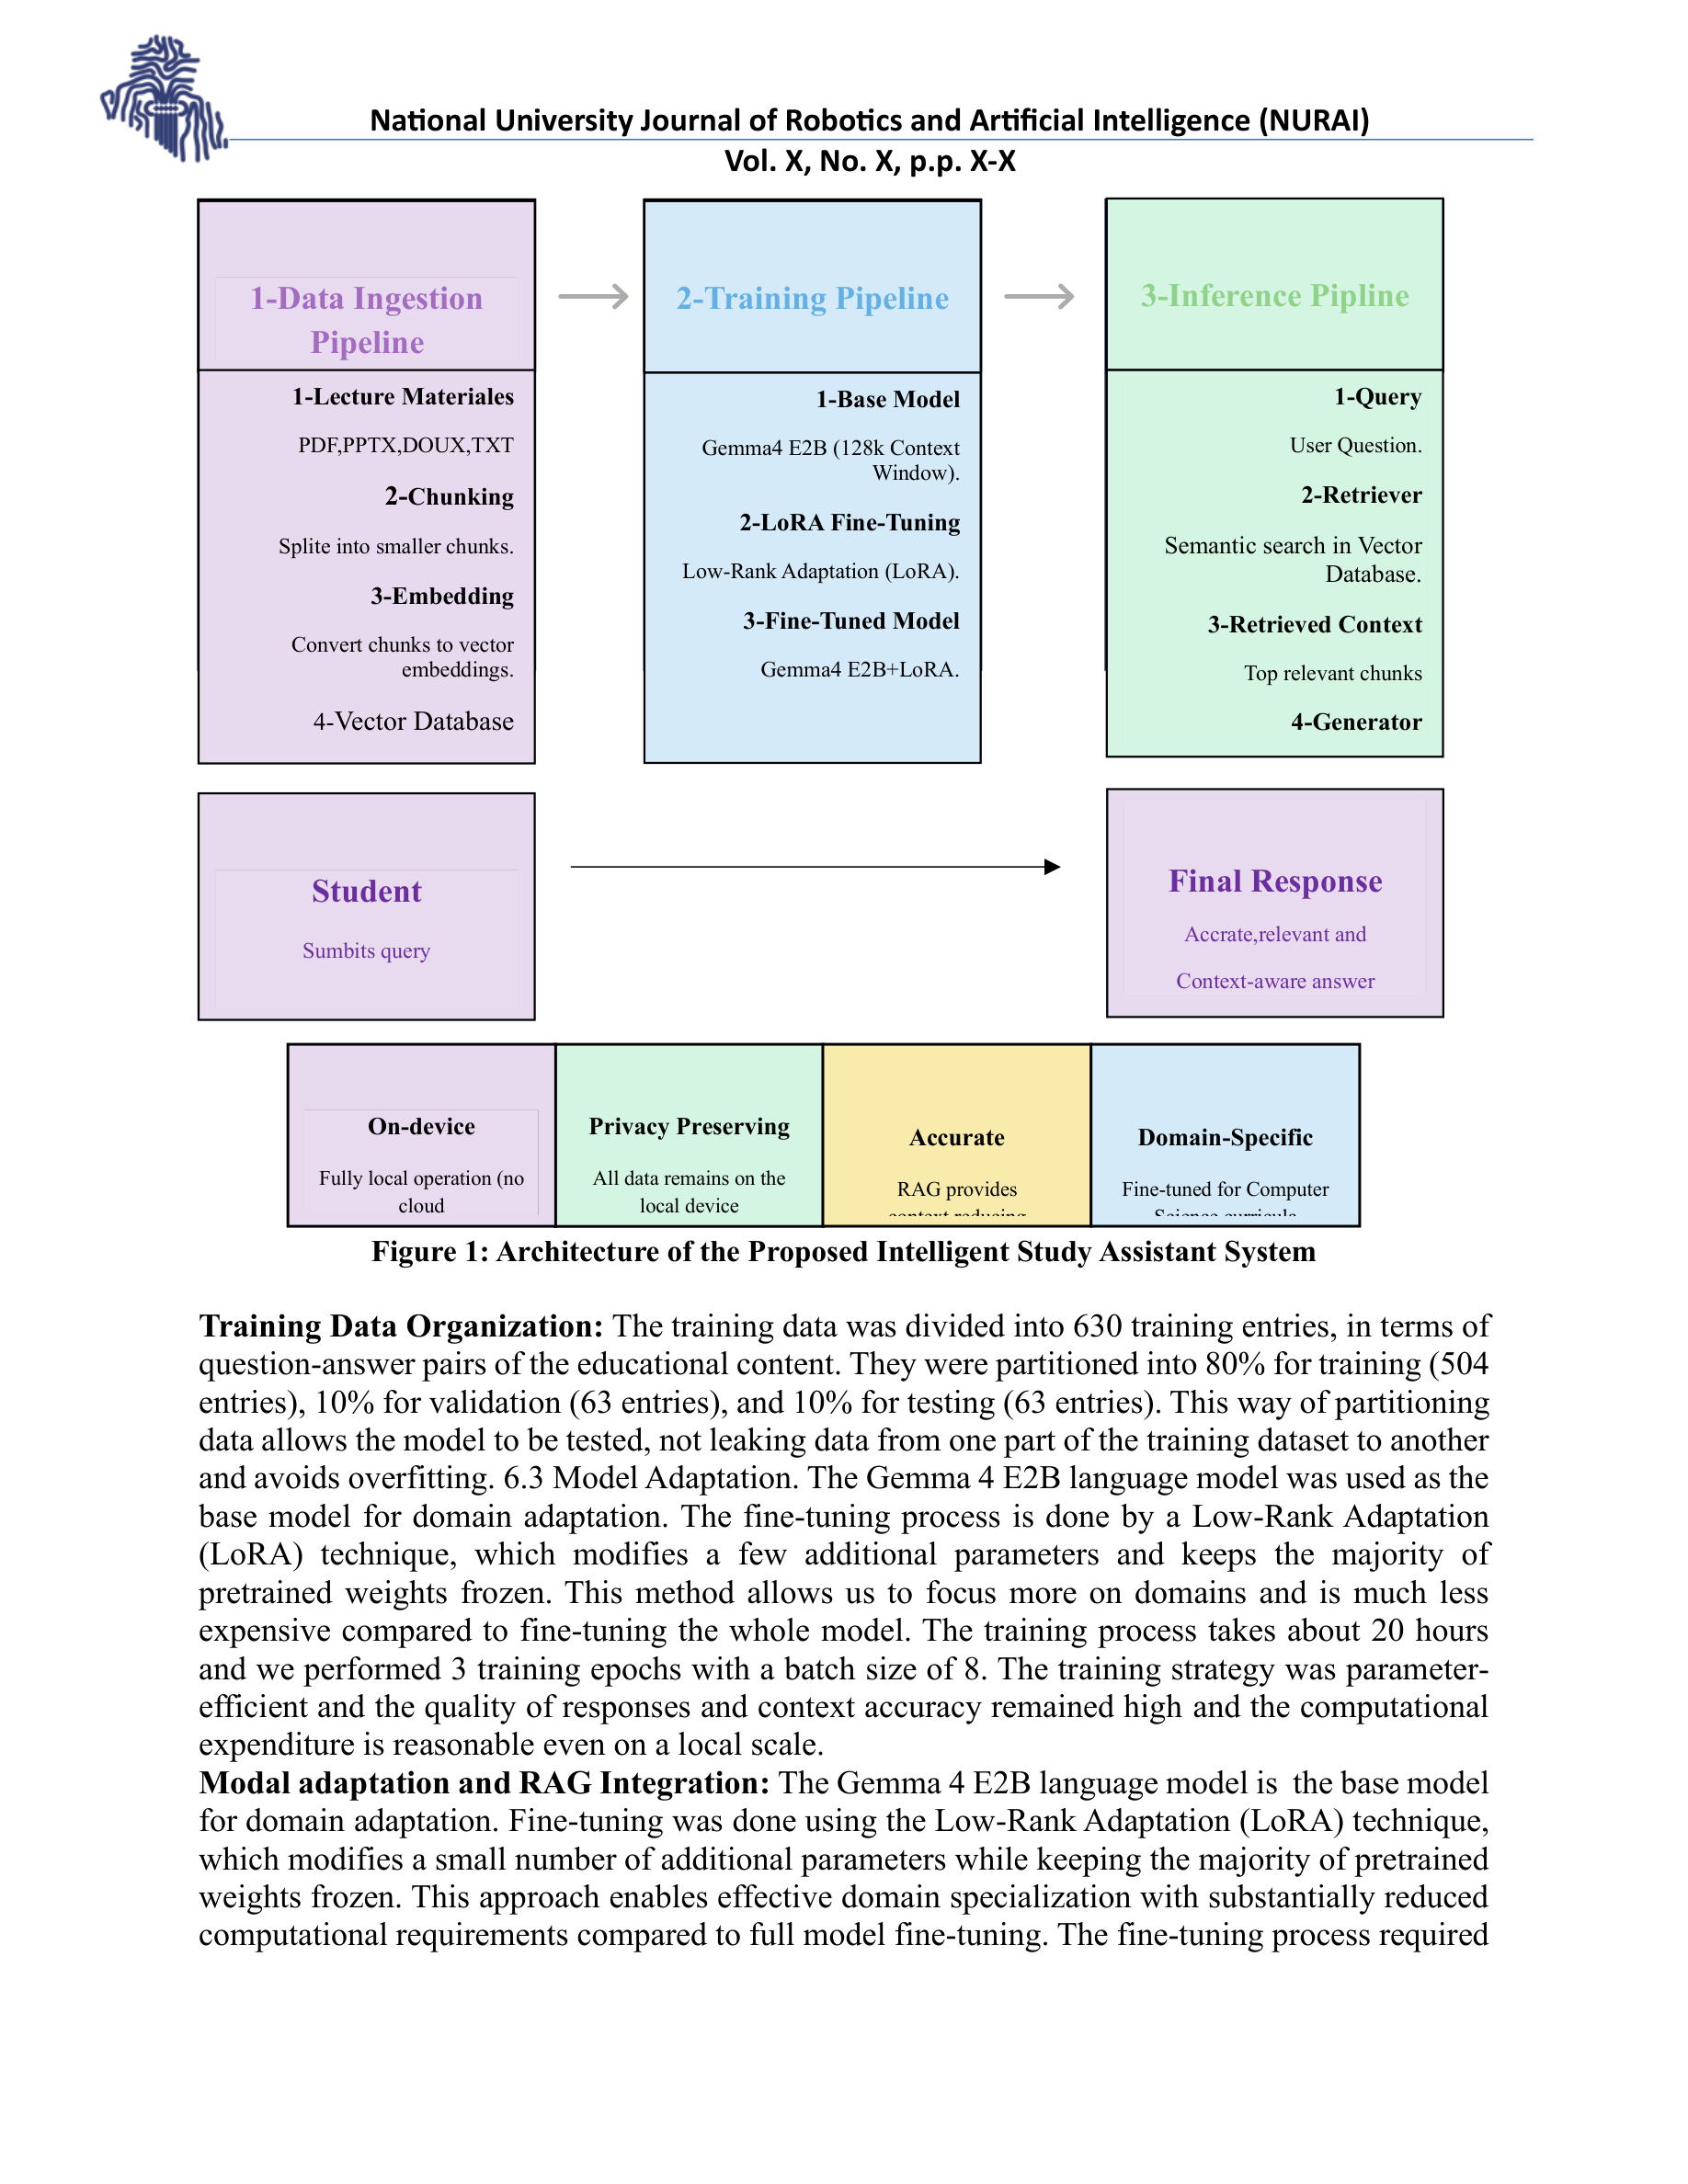 National University Journal of Robotics and Artificial Intelligence (NURAI)
Vol. X, No. X, p.p. X-X
1-Data Ingestion
Pipeline
1-Lecture Materiales
PDF,PPTX,DOUX,TXT
2-Chunking
Splite into smaller chunks.
3-Embedding
Convert chunks to vector
embeddings.
4-Vector Database
2-Training Pipeline
1-Base Model
Gemma4 E2B (128k Context
Window).
2-LoRA Fine-Tuning
Low-Rank Adaptation (LoRA).
3-Fine-Tuned Model
Gemma4 E2B+LoRA.
3-Inference Pipline
1-Query
User Question.
2-Retriever
Semantic search in Vector
Database.
3-Retrieved Context
Top relevant chunks
4-Generator
Student
Sumbits query
Final Response
Accrate,relevant and
Context-aware answer
On-device
Fully local operation (no
cloud
Privacy Preserving
All data remains on the
local device
Accurate
RAG provides
context reducing
Domain-Specific
Fine-tuned for Computer
Science curricula
Figure 1: Architecture of the Proposed Intelligent Study Assistant System
Training Data Organization: The training data was divided into 630 training entries, in terms of
question-answer pairs of the educational content. They were partitioned into 80% for training (504
entries), 10% for validation (63 entries), and 10% for testing (63 entries). This way of partitioning
data allows the model to be tested, not leaking data from one part of the training dataset to another
and avoids overfitting. 6.3 Model Adaptation. The Gemma 4 E2B language model was used as the
base model for domain adaptation. The fine-tuning process is done by a Low-Rank Adaptation
(LoRA) technique, which modifies a few additional parameters and keeps the majority of
pretrained weights frozen. This method allows us to focus more on domains and is much less
expensive compared to fine-tuning the whole model. The training process takes about 20 hours
and we performed 3 training epochs with a batch size of 8. The training strategy was parameter-
efficient and the quality of responses and context accuracy remained high and the computational
expenditure is reasonable even on a local scale.
Modal adaptation and RAG Integration: The Gemma 4 E2B language model is the base model
for domain adaptation. Fine-tuning was done using the Low-Rank Adaptation (LoRA) technique,
which modifies a small number of additional parameters while keeping the majority of pretrained
weights frozen. This approach enables effective domain specialization with substantially reduced
computational requirements compared to full model fine-tuning. The fine-tuning process required